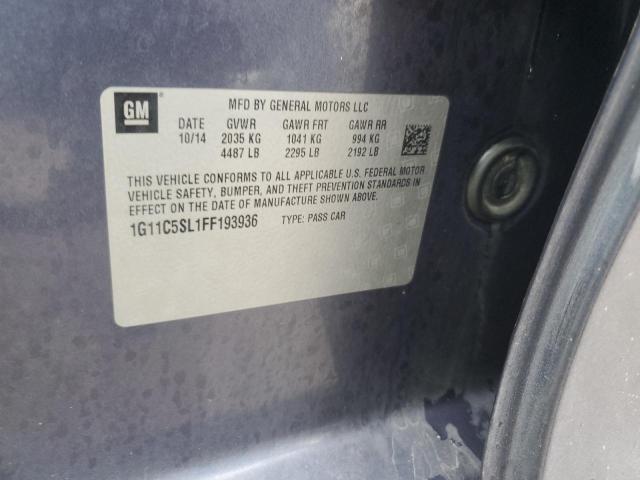 GM
MFD BY GENERAL MOTORS LLC
DATE GVWR GAWR FRT GAWR RR
10/14 2035 KG 1041 KG 994 KG
4487 LB 2295 LB 2192 LB
THIS VEHICLE CONFORMS TO ALL APPLICABLE U.S. FEDERAL MOTOR
VEHICLE SAFETY, BUMPER, AND THEFT PREVENTION STANDARDS IN
EFFECT ON THE DATE OF MANUFACTURE SHOWN ABOVE.
1G11C5SL1FF193936 TYPE: PASS CAR